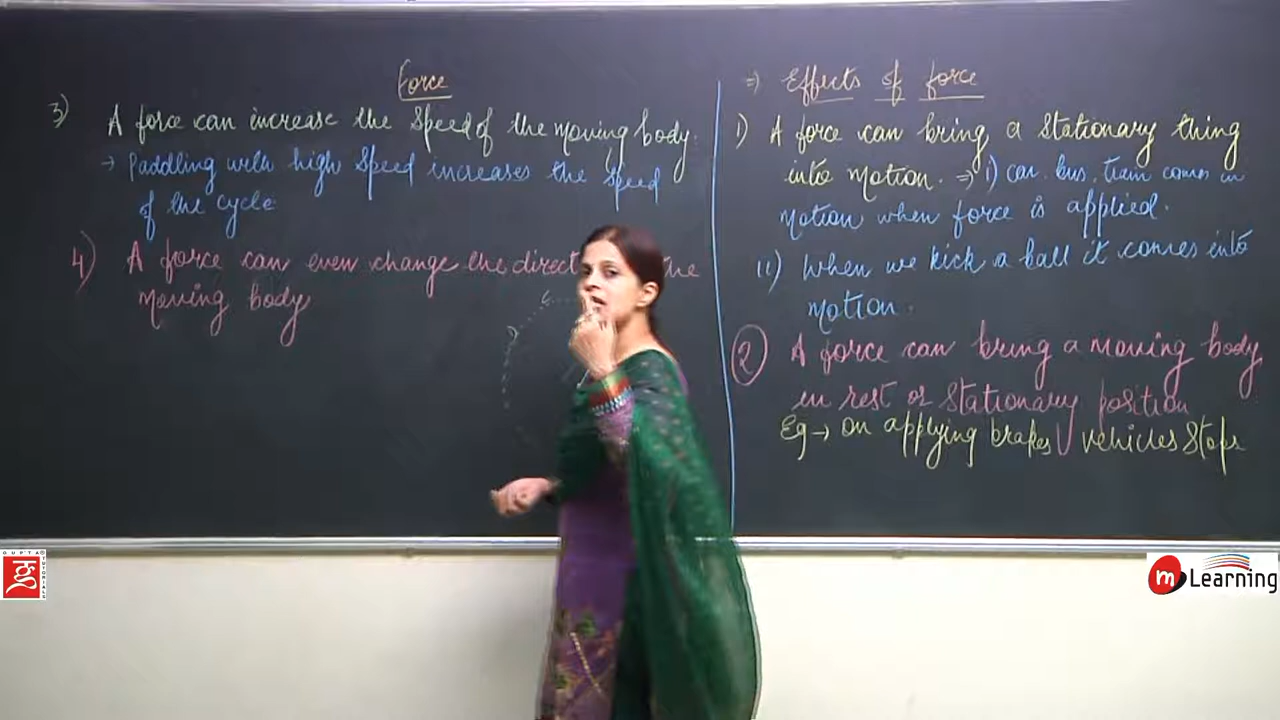 Force
⇒ Effects of force
1) A force can bring a stationary thing
into motion. ⇒ i) car, bus, train comes in
motion when force is applied.
ii) When we kick a ball it comes into
motion.
2 A force can bring a moving body
in rest or stationary position
Eg → on applying brakes vehicles stops
3) A force can increase the speed of the moving body.
→ Paddling with high speed increases the speed
of the cycle
4) A force can even change the direct the
moving body
GUPTA TUTORIALS
m Learning